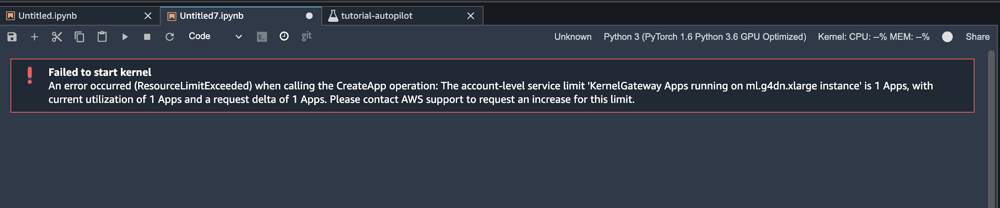 Untitled.ipynb
Untitled7.ipynb
tutorial-autopilot
Code
$_
git
Unknown
Python 3 (PyTorch 1.6 Python 3.6 GPU Optimized)
Kernel: CPU: --% MEM: --%
Share
Failed to start kernel
An error occurred (ResourceLimitExceeded) when calling the CreateApp operation: The account-level service limit 'KernelGateway Apps running on ml.g4dn.xlarge instance' is 1 Apps, with
current utilization of 1 Apps and a request delta of 1 Apps. Please contact AWS support to request an increase for this limit.